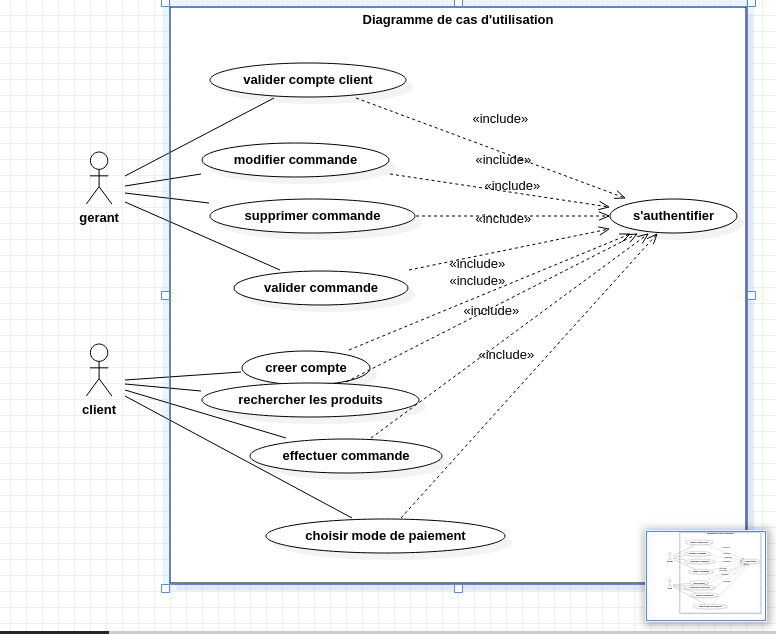 Diagramme de cas d'utilisation
valider compte client
«include»
modifier commande
«include»
«include»
gerant
supprimer commande
«include»
s'authentifier
«include»
valider commande
«include»
«include»
creer compte
«include»
client
rechercher les produits
effectuer commande
choisir mode de paiement